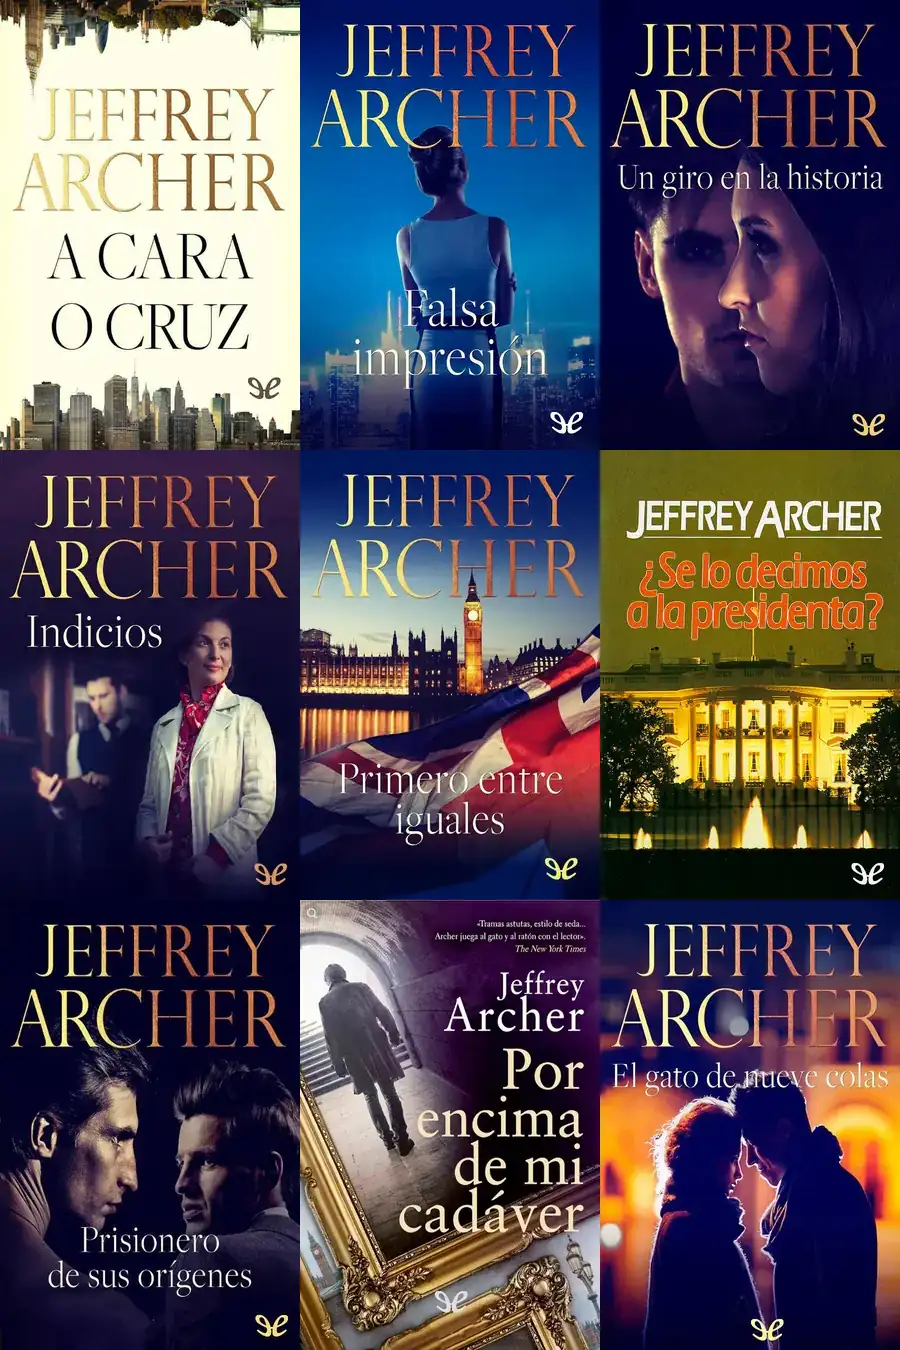 JEFFREY
ARCHER
A CARA
O CRUZ
JEFFREY
ARCHER
Falsa
impresión
JEFFREY
ARCHER
Un giro en la historia
JEFFREY
ARCHER
Indicios
JEFFREY
ARCHER
Primero entre
iguales
JEFFREY ARCHER
¿Se lo decimos
a la presidenta?
JEFFREY
ARCHER
Prisionero
de sus orígenes
«Tramas astutas, estilo de seda...
Archer juega al gato y al ratón con el lector».
The New York Times
Jeffrey
Archer
Por
encima
de mi
cadáver
JEFFREY
ARCHER
El gato de nueve colas